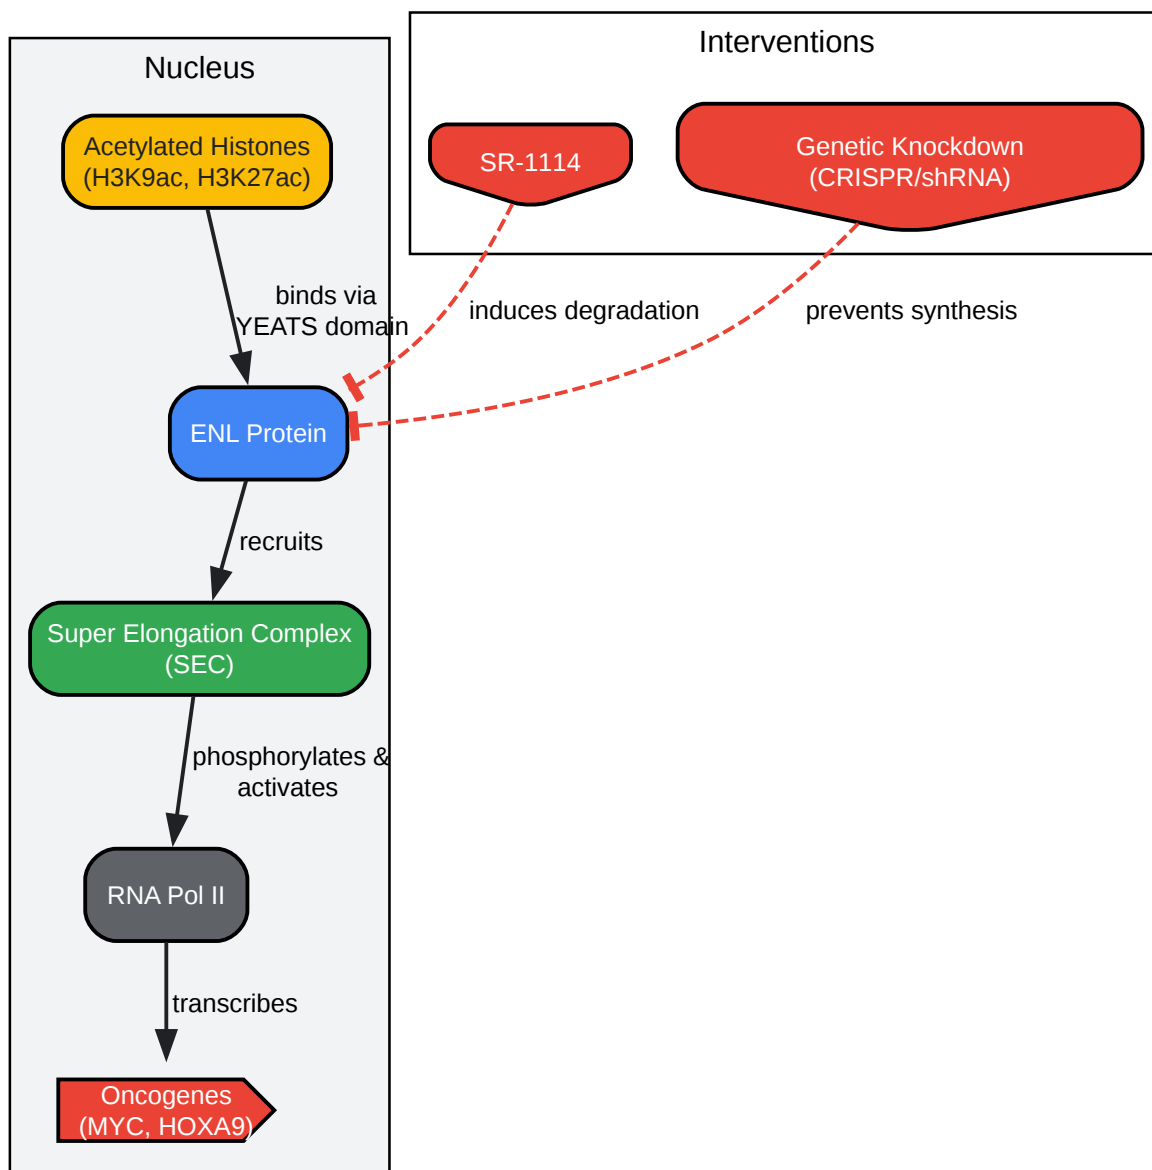 Nucleus
Interventions
Acetylated Histones
(H3K9ac, H3K27ac)
SR-1114
Genetic Knockdown
(CRISPR/shRNA)
binds via
YEATS domain
induces degradation
prevents synthesis
ENL Protein
recruits
Super Elongation Complex
(SEC)
phosphorylates &
activates
RNA Pol II
transcribes
Oncogenes
(MYC, HOXA9)